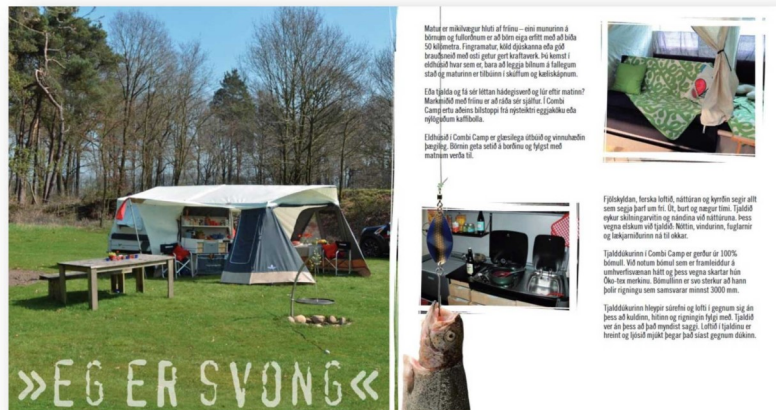 Matur er mikilvægur hluti af fríinu – eini munurinn á
börnum og fullorðnum er að börn eiga erfitt með að bíða
50 kílómetra. Fingramatur, köld djúskanna eða góð
brauðsneið með osti getur gert kraftaverk. Þú kemst í
eldhúsið hvar sem er, bara að leggja bílnum á fallegum
stað og maturinn er tilbúinn í skúffum og kæliskápnum.
Eða tjalda og fá sér léttan hádegisverð og lúr eftir matinn?
Markmiðið með fríinu er að ráða sér sjálfur. Í Combi
Camp ertu aðeins bílstoppi frá nýsteiktri eggjaköku eða
nýlöguðum kaffibolla.
Eldhúsið í Combi Camp er glæsilega útbúið og vinnuhæðin
þægileg. Börnin geta setið á borðinu og fylgst með
matnum verða til.
Fjölskyldan, ferska loftið, náttúran og kyrrðin segir allt
sem segja þarf um frí. Út, burt og nægur tími. Tjaldið
eykur skilningarvitin og nándina við náttúruna. Þess
vegna elskum við tjaldið: Nóttin, vindurinn, fuglarnir
og lækjarniðurinn ná til okkar.
Tjalddúkurinn í Combi Camp er gerður úr 100%
bómull. Við notum bómul sem er framleiddur á
umhverfisvænan hátt og þess vegna skartar hún
Öko-tex merkinu. Bómullinn er svo sterkur að hann
þolir rigningu sem samsvarar minnst 3000 mm.
Tjalddúkurinn hleypir súrefni og lofti í gegnum sig án
þess að kuldinn, hitinn og rigningin fylgi með. Tjaldið
ver án þess að það myndist saggi. Loftið í tjaldinu er
hreint og ljósið mjúkt þegar það síast gegnum dúkinn.
»EG ER SVONG«